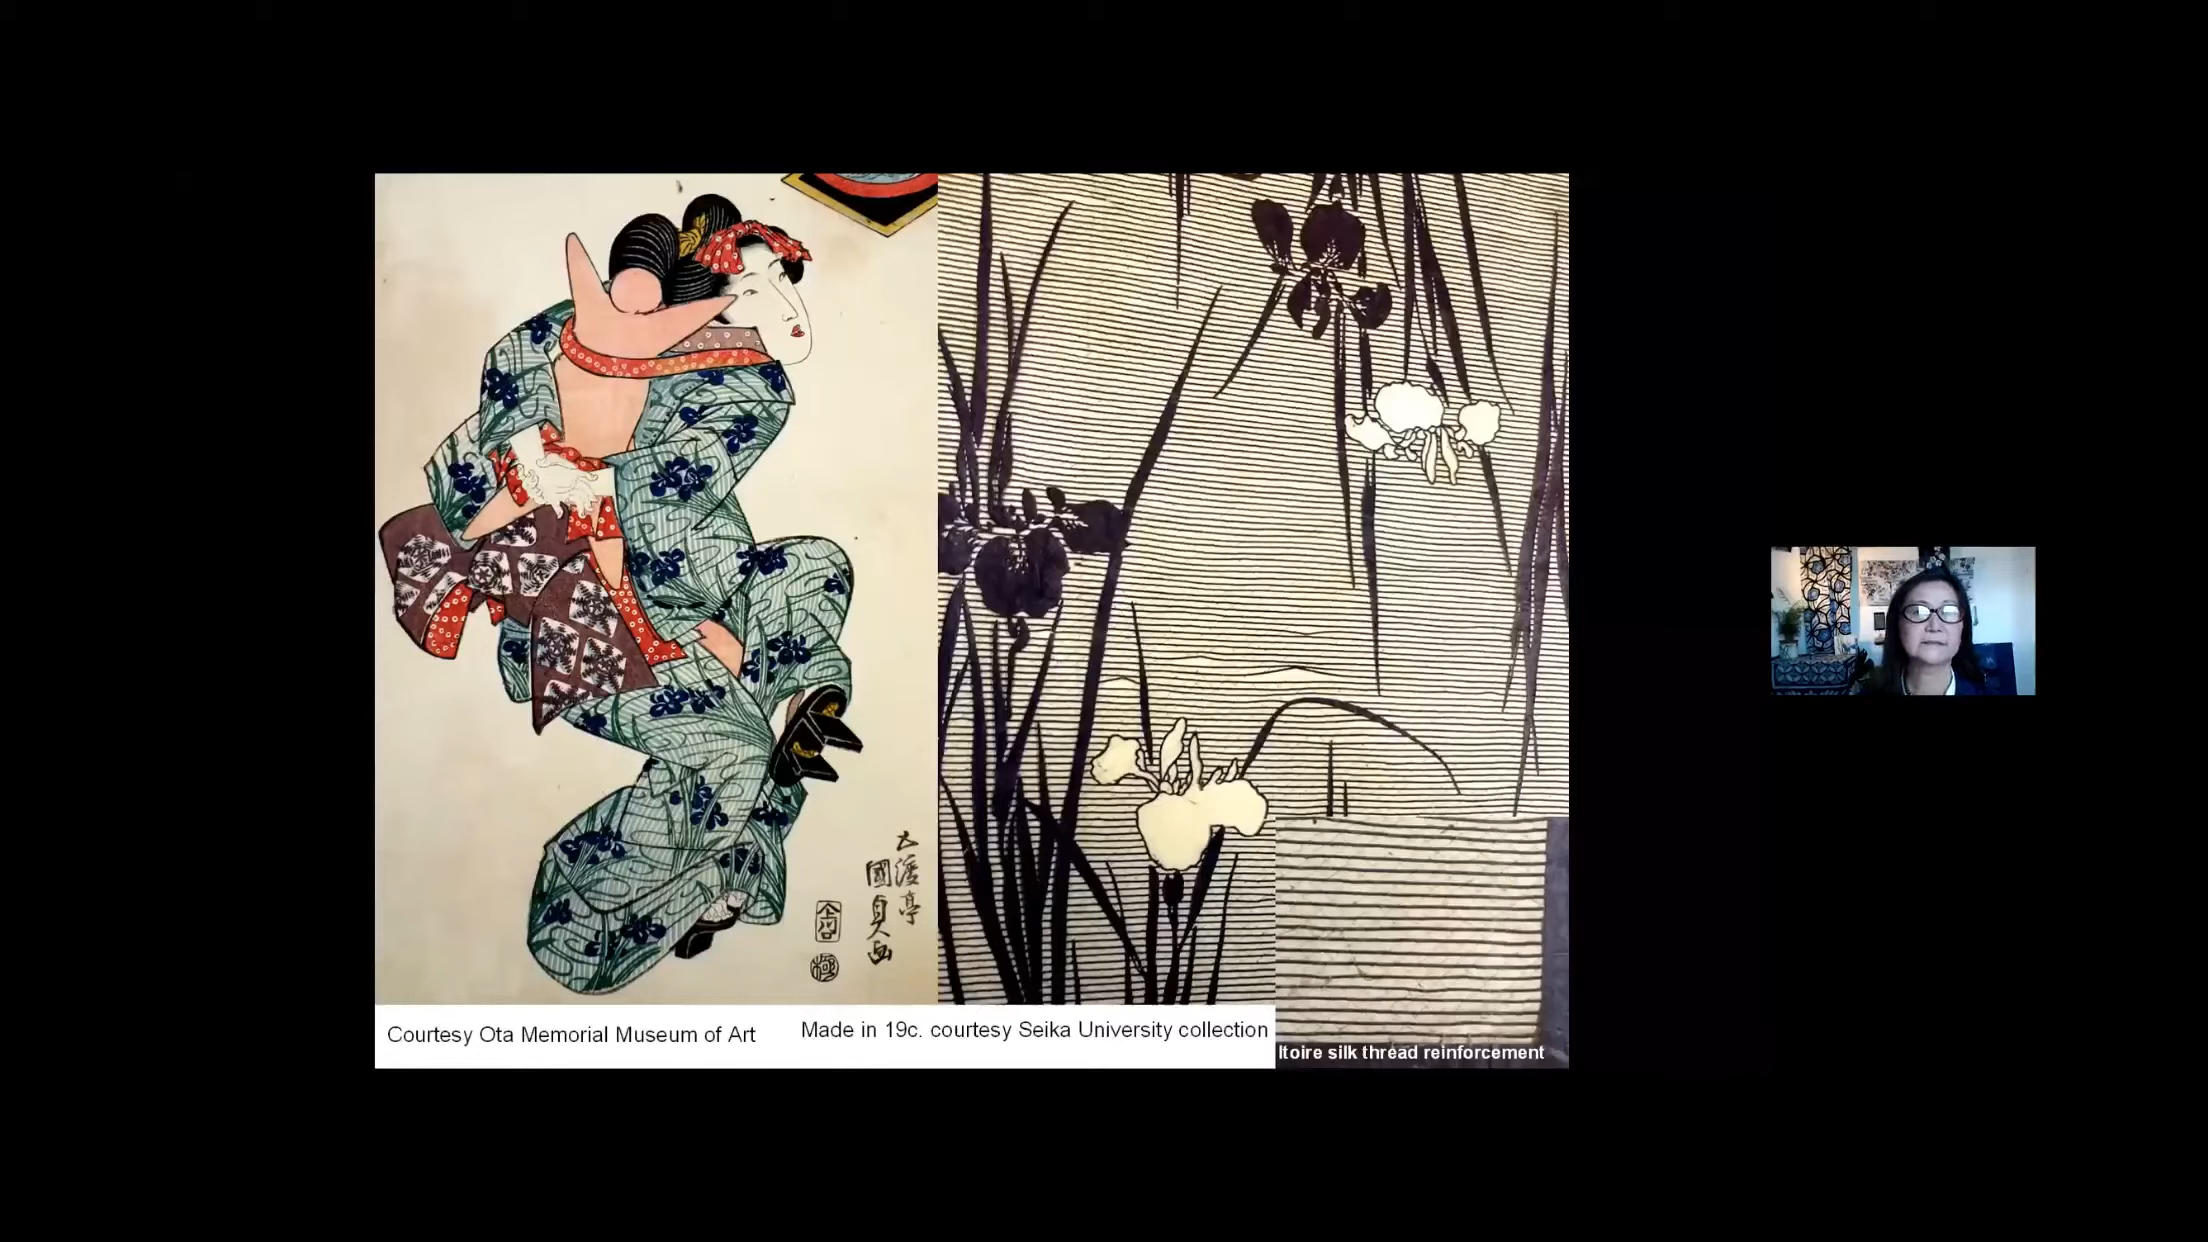 五渡亭
國貞画
極
Courtesy Ota Memorial Museum of Art
Made in 19c. courtesy Seika University collection
Itoire silk thread reinforcement